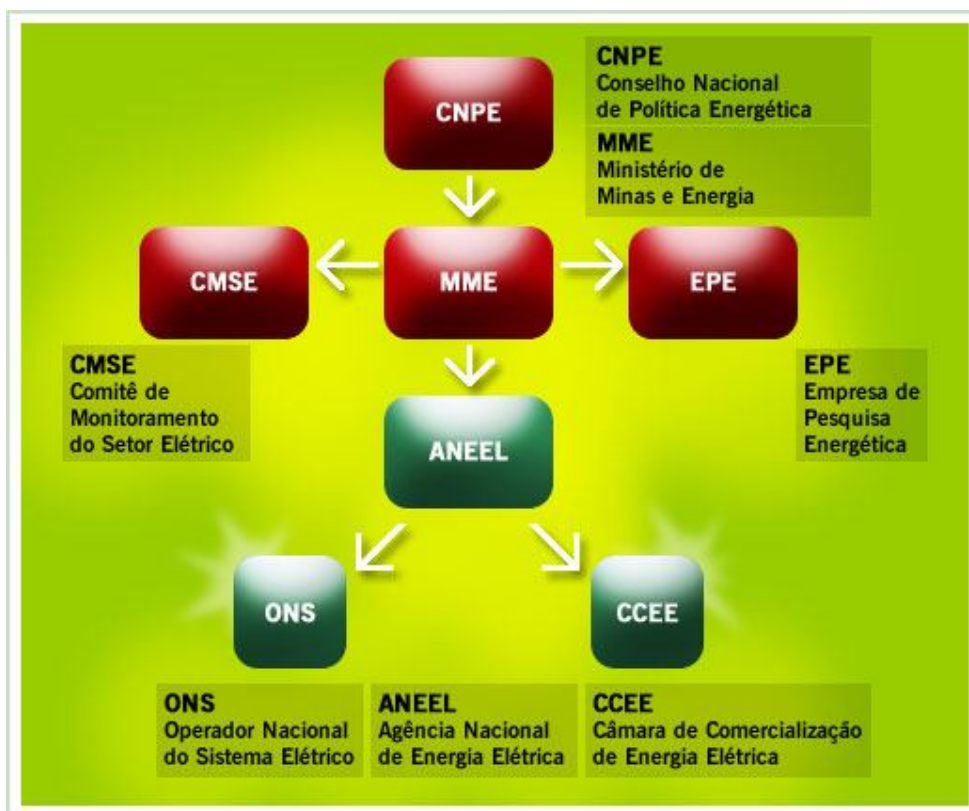 CNPE
CNPE
Conselho Nacional
de Política Energética
MME
Ministério de
Minas e Energia
CMSE
MME
EPE
CMSE
Comitê de
Monitoramento
do Setor Elétrico
EPE
Empresa de
Pesquisa
Energética
ANEEL
ONS
CCEE
ONS
Operador Nacional
do Sistema Elétrico
ANEEL
Agência Nacional
de Energia Elétrica
CCEE
Câmara de Comercialização
de Energia Elétrica